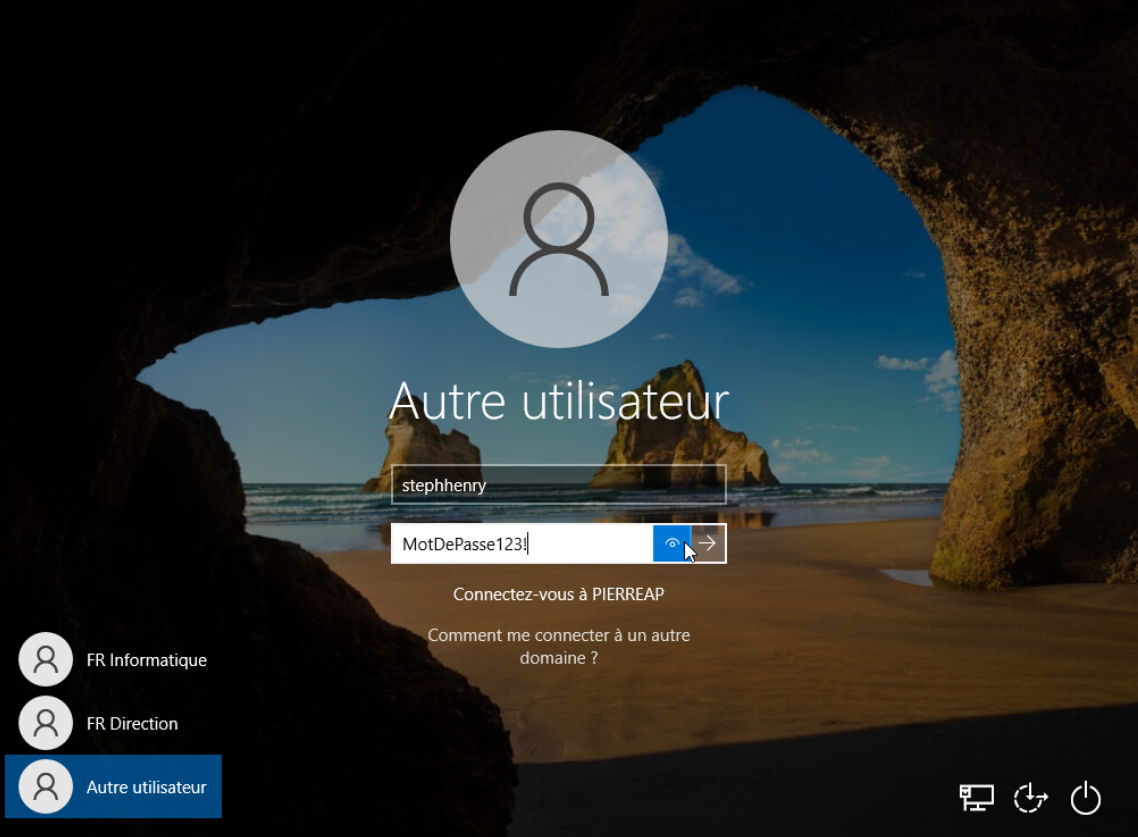 Autre utilisateur
stephhenry
MotDePasse123!
Connectez-vous à PIERREAP
Comment me connecter à un autre
domaine ?
FR Informatique
FR Direction
Autre utilisateur